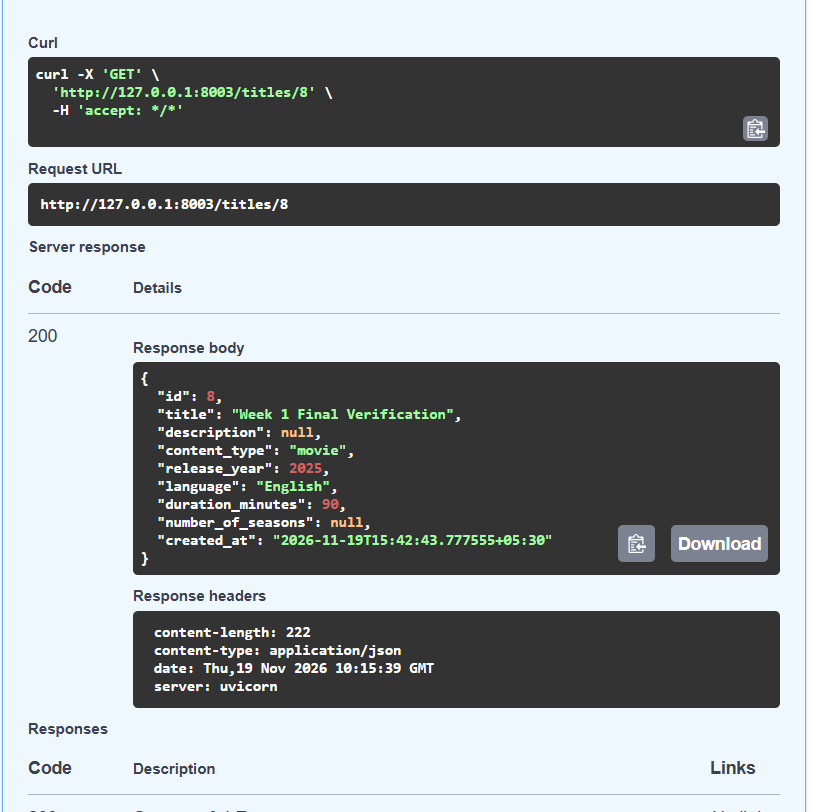 Curl
curl -X 'GET' \
'http://127.0.0.1:8003/titles/8' \
-H 'accept: */*'
Request URL
http://127.0.0.1:8003/titles/8
Server response
Code Details
200
Response body
{
"id": 8,
"title": "Week 1 Final Verification",
"description": null,
"content_type": "movie",
"release_year": 2025,
"language": "English",
"duration_minutes": 90,
"number_of_seasons": null,
"created_at": "2026-11-19T15:42:43.777555+05:30"
}
Download
Response headers
content-length: 222
content-type: application/json
date: Thu,19 Nov 2026 10:15:39 GMT
server: uvicorn
Responses
Code Description Links